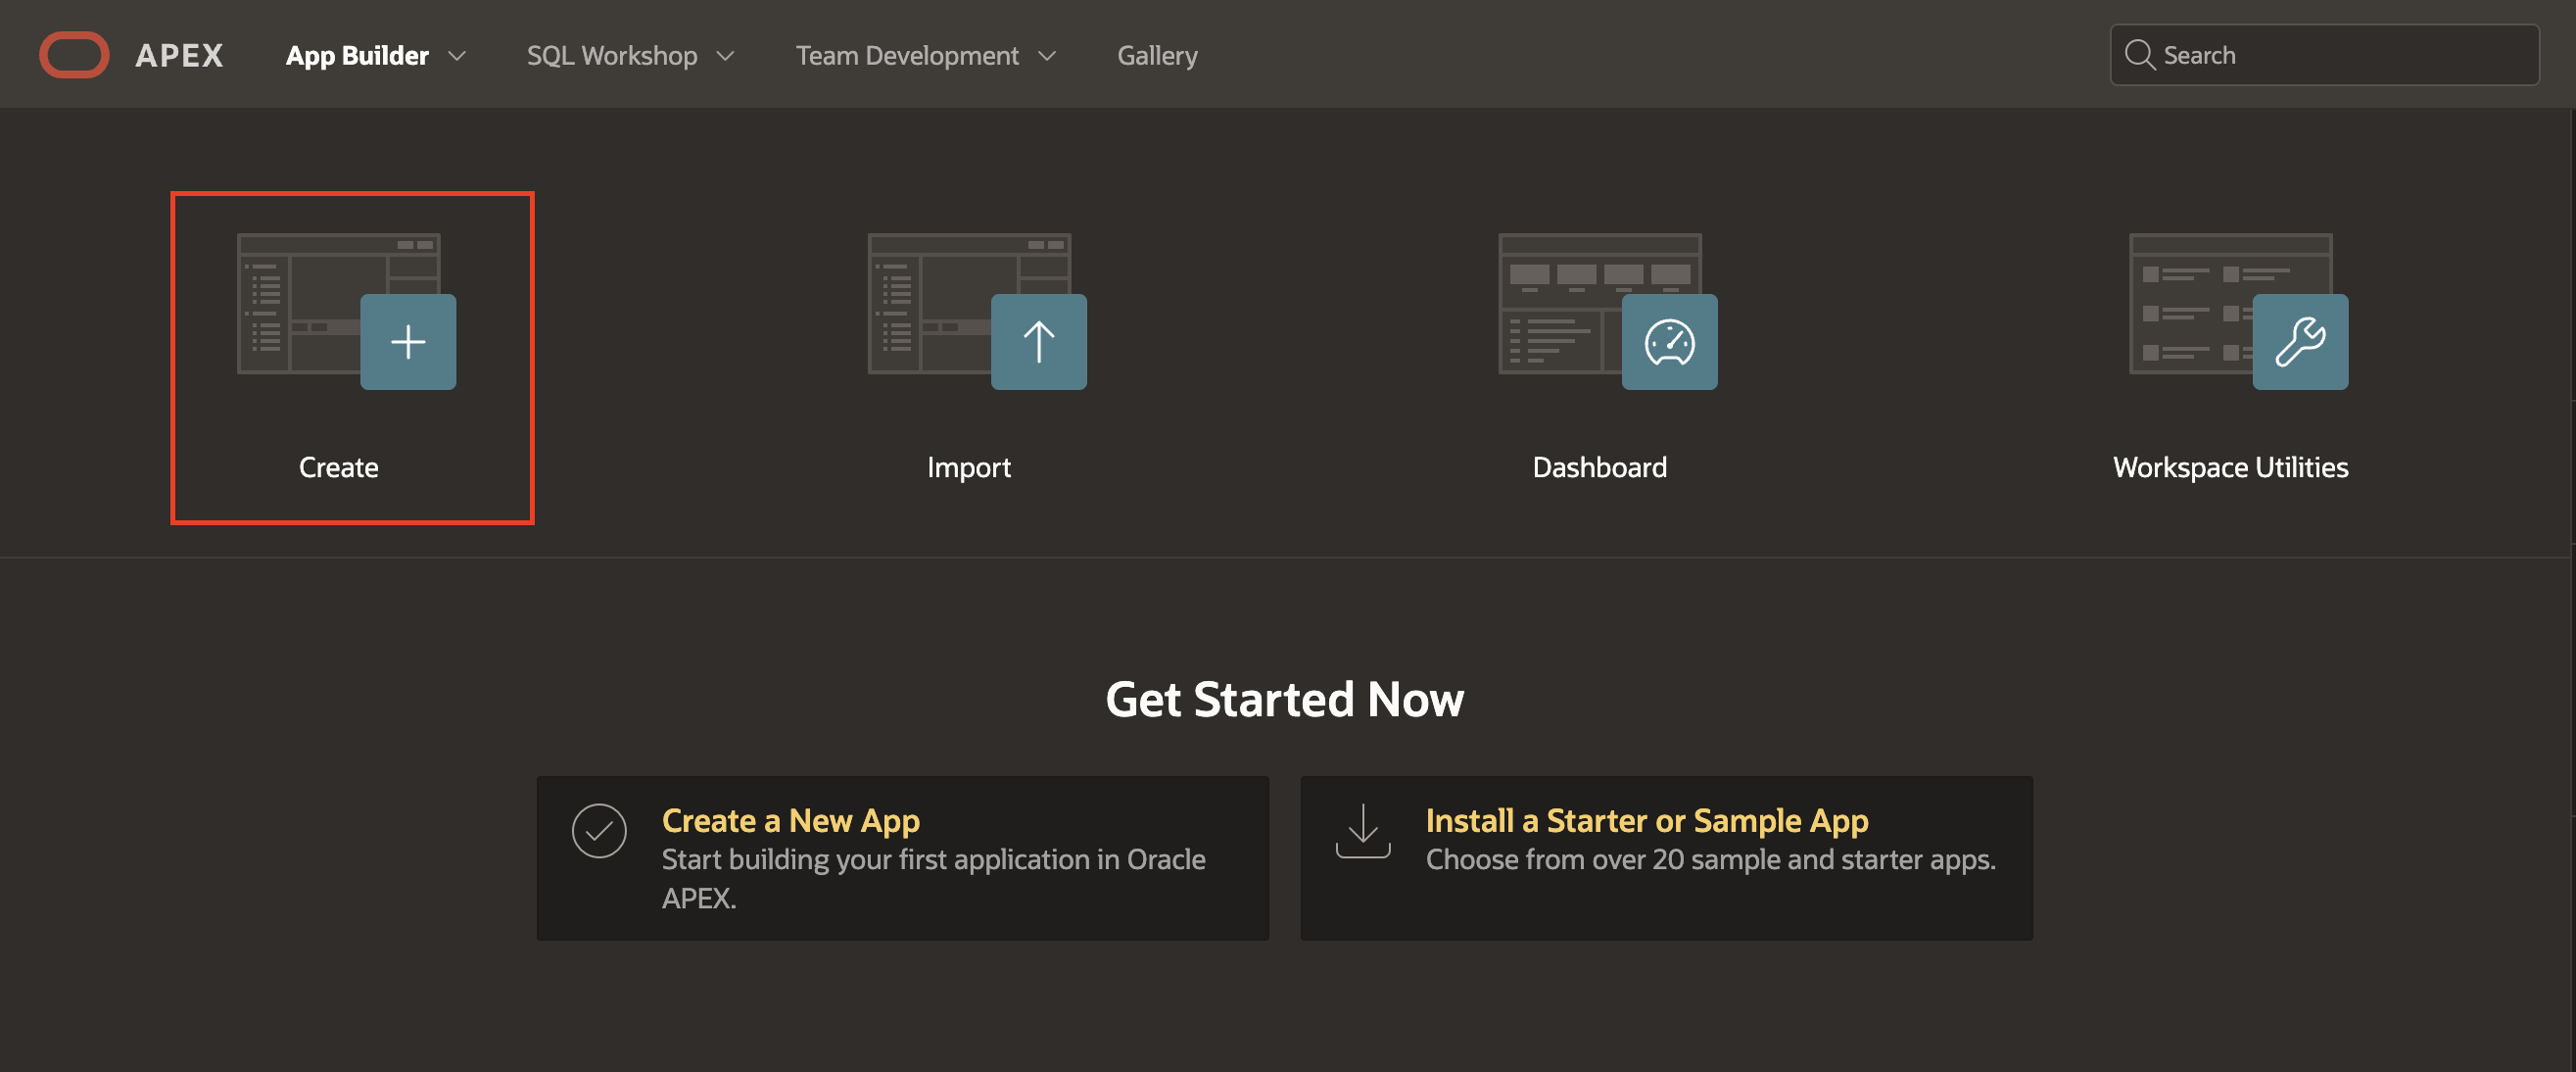 APEX App Builder SQL Workshop Team Development Gallery Search
Create Import Dashboard Workspace Utilities
Get Started Now
Create a New App
Start building your first application in Oracle
APEX.
Install a Starter or Sample App
Choose from over 20 sample and starter apps.